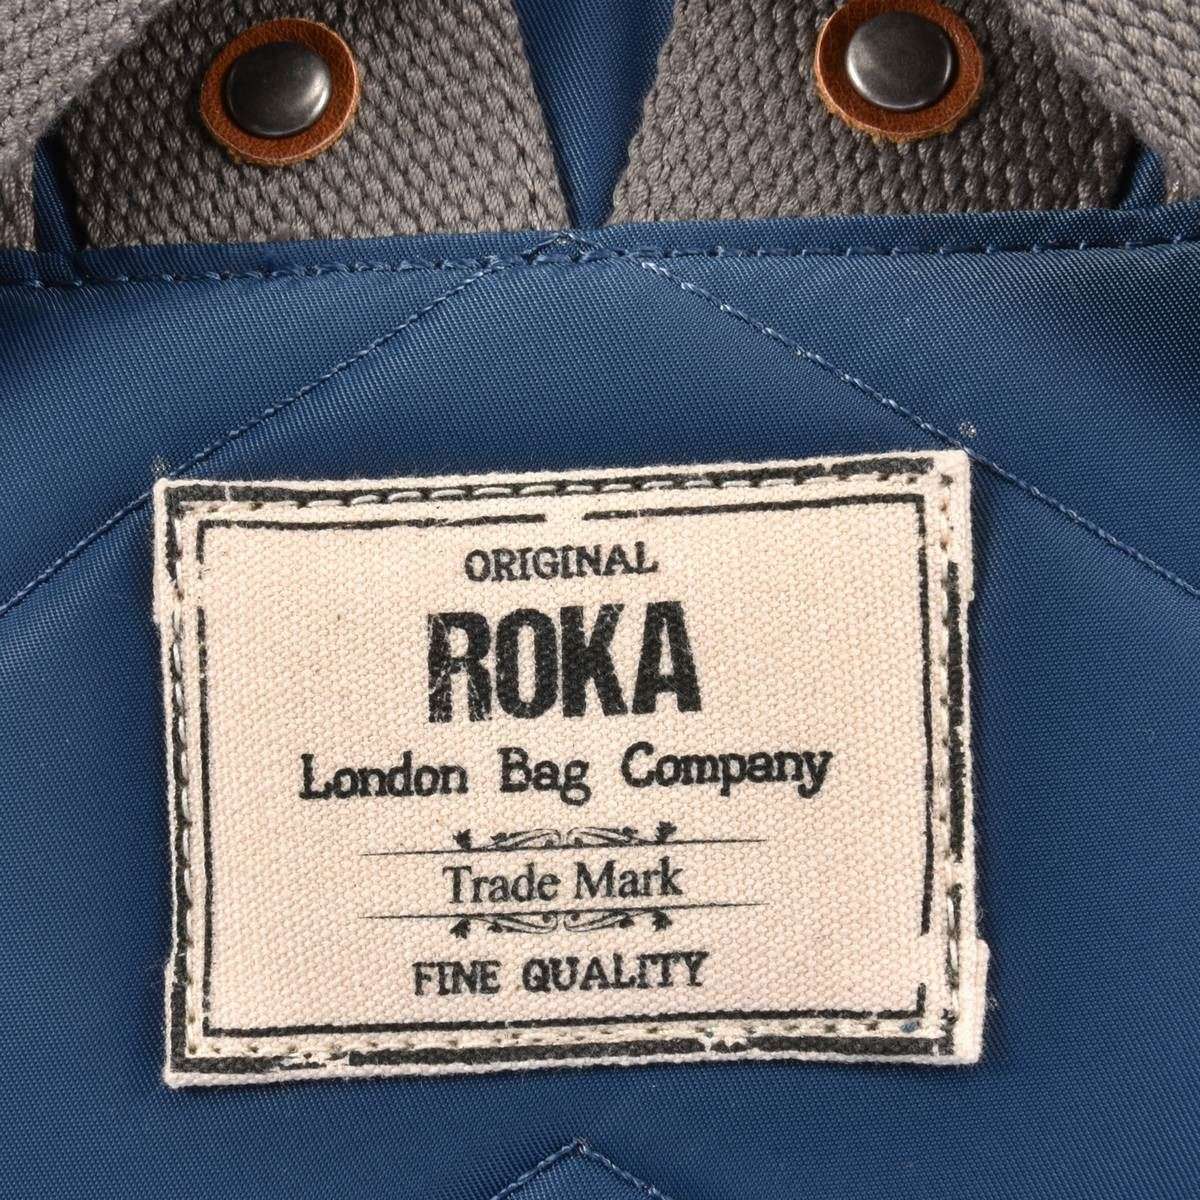 ORIGINAL
ROKA
London Bag Company
Trade Mark
FINE QUALITY